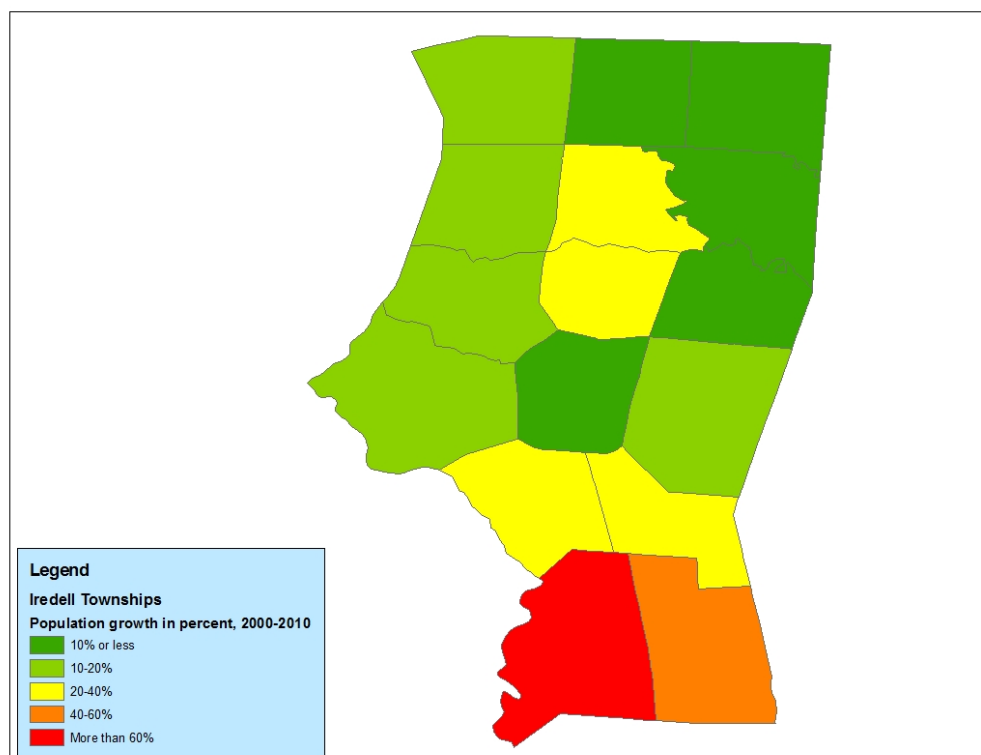 Legend
Iredell Townships
Population growth in percent, 2000-2010
10% or less
10-20%
20-40%
40-60%
More than 60%